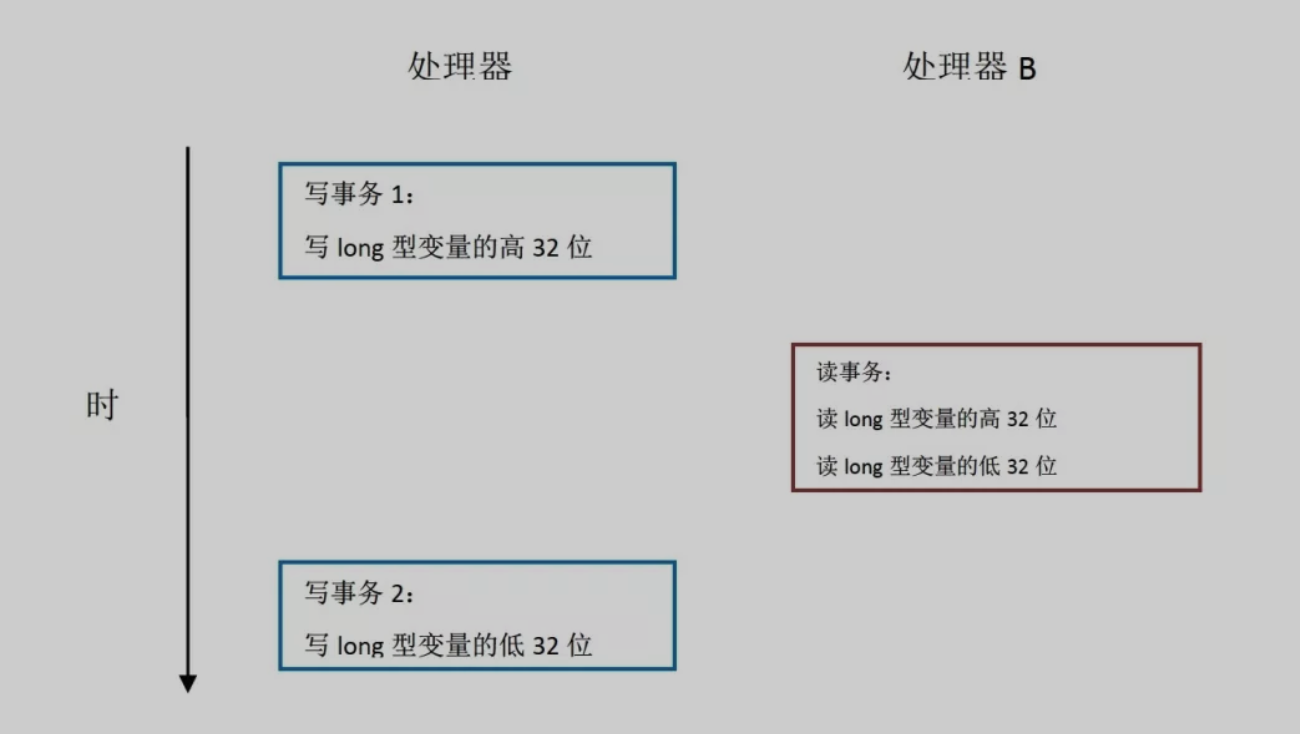 处理器
处理器 B
写事务 1：
写 long 型变量的高 32 位
读事务：
读 long 型变量的高 32 位
读 long 型变量的低 32 位
时
写事务 2：
写 long 型变量的低 32 位